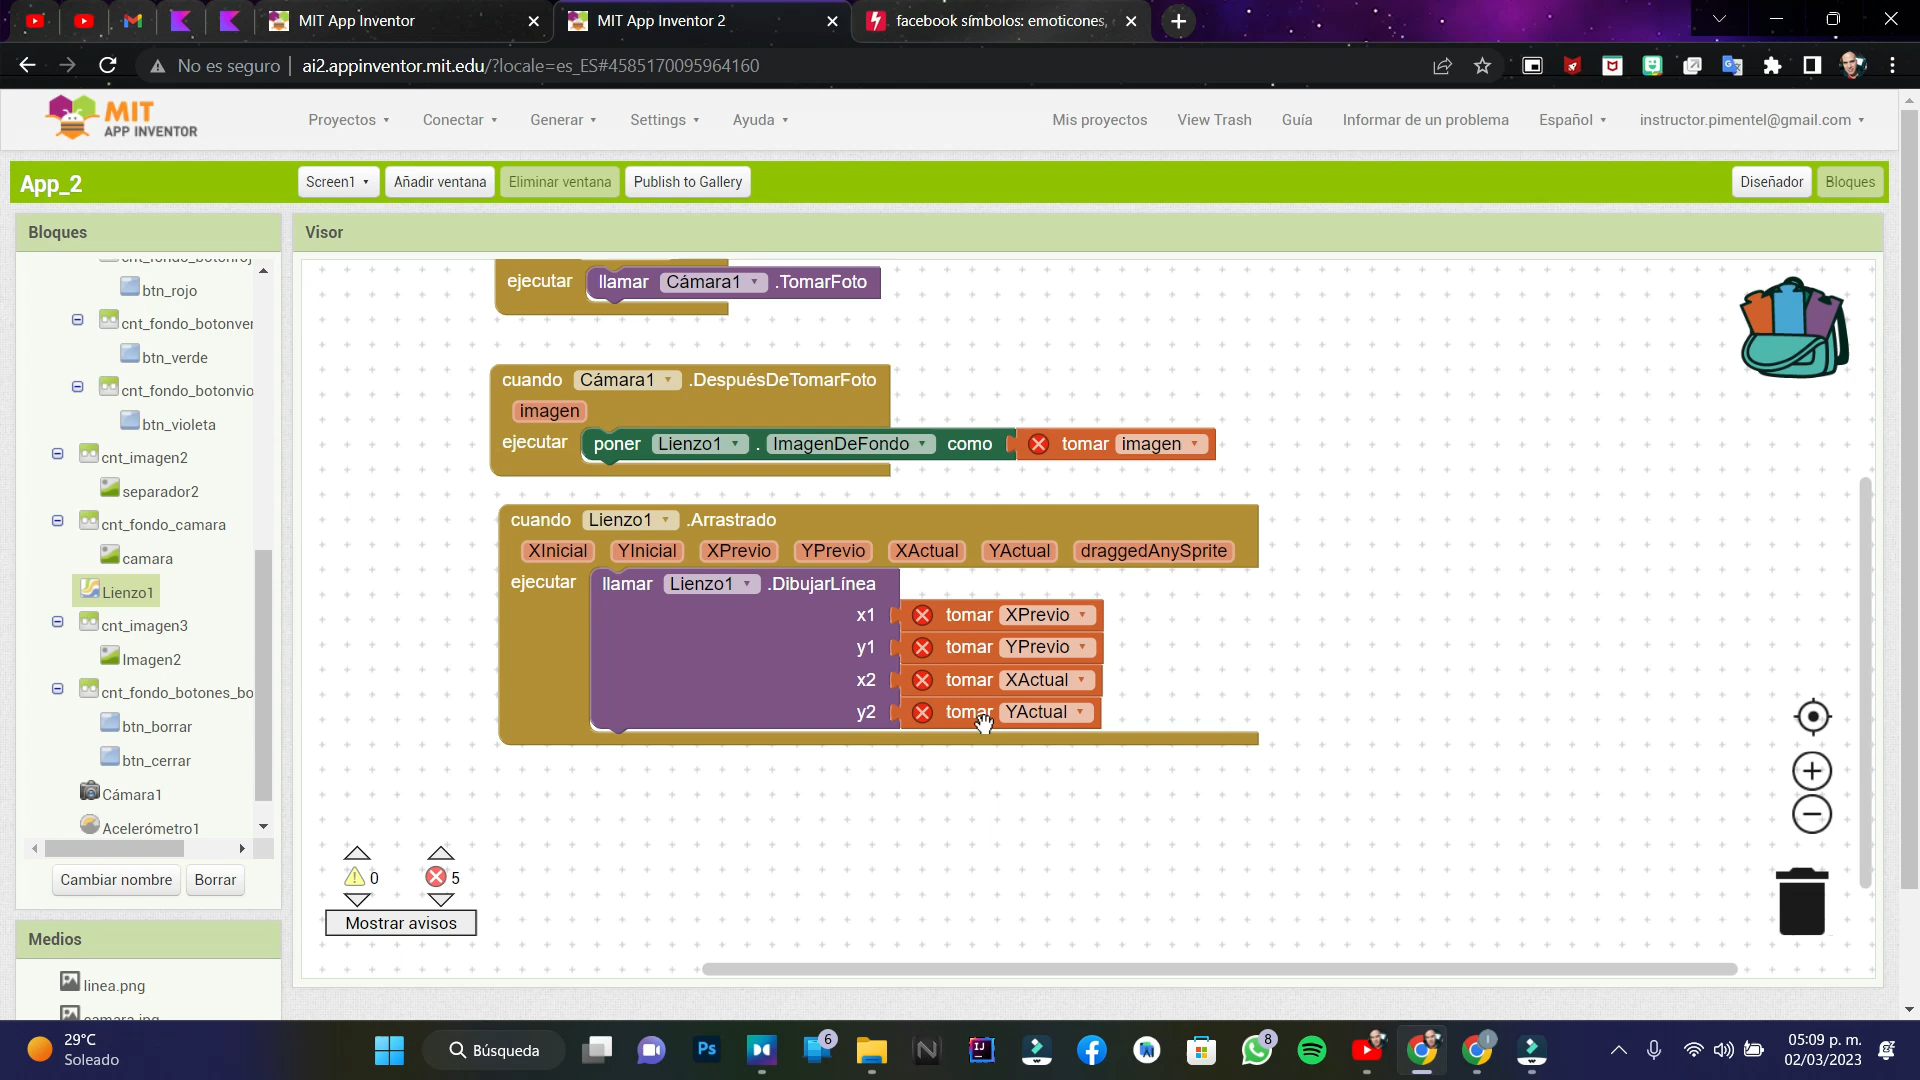 MIT App Inventor
MIT App Inventor 2
facebook símbolos: emoticones,
No es seguro
ai2.appinventor.mit.edu/?locale=es_ES#4585170095964160
MIT
APP INVENTOR
Proyectos
Conectar
Generar
Settings
Ayuda
Mis proyectos
View Trash
Guía
Informar de un problema
Español
instructor.pimentel@gmail.com
App_2
Screen1
Añadir ventana
Eliminar ventana
Publish to Gallery
Diseñador
Bloques
Bloques
btn_rojo
cnt_fondo_botonver
btn_verde
cnt_fondo_botonvio
btn_violeta
cnt_imagen2
separador2
cnt_fondo_camara
camara
Lienzo1
cnt_imagen3
Imagen2
cnt_fondo_botones_bo
btn_borrar
btn_cerrar
Cámara1
Acelerómetro1
Cambiar nombre
Borrar
Medios
linea.png
Visor
ejecutar llamar Cámara1 .TomarFoto
cuando Cámara1 .DespuésDeTomarFoto
imagen
ejecutar poner Lienzo1 . ImagenDeFondo como tomar imagen
cuando Lienzo1 .Arrastrado
XInicial YInicial XPrevio YPrevio XActual YActual draggedAnySprite
ejecutar llamar Lienzo1 .DibujarLínea
x1 tomar XPrevio
y1 tomar YPrevio
x2 tomar XActual
y2 tomar YActual
0
5
Mostrar avisos
29°C
Soleado
Búsqueda
Ps
6
IJ
8
05:09 p. m.
02/03/2023